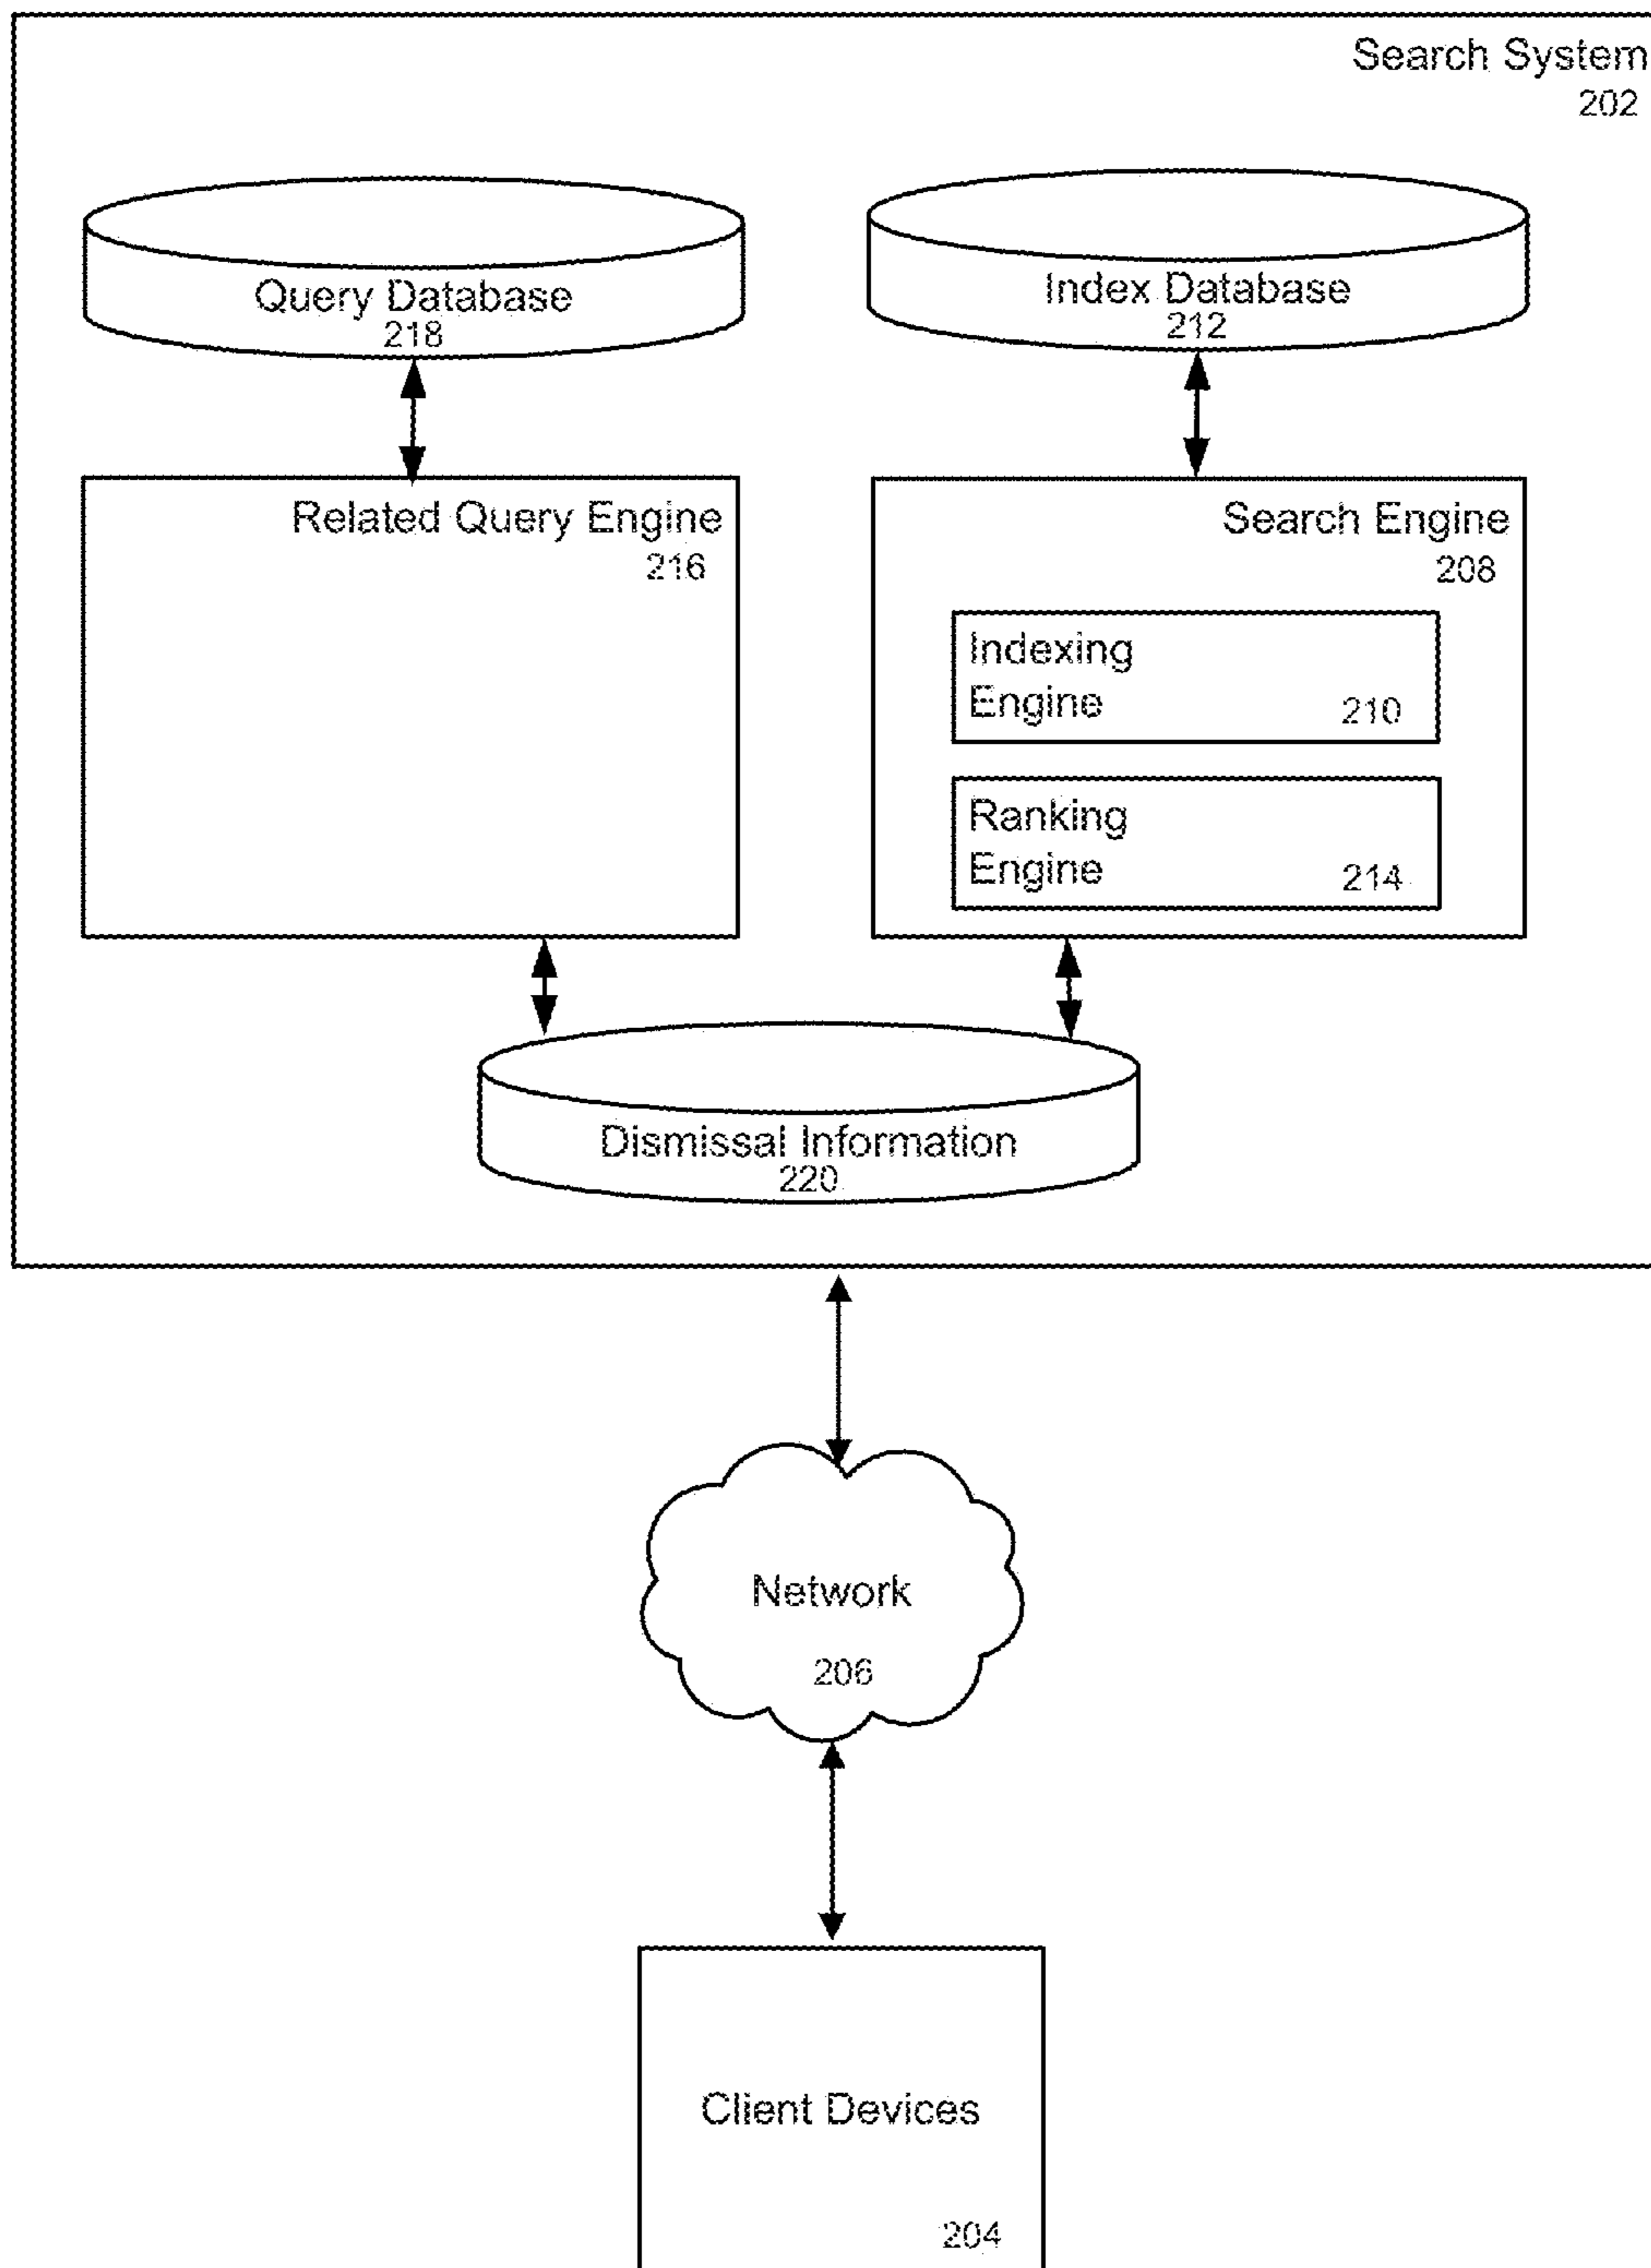 Search System
202
Query Database
218
Index Database
212
Related Query Engine
216
Search Engine
208
Indexing
Engine 210
Ranking
Engine 214
Dismissal Information
220
Network
206
Client Devices
204